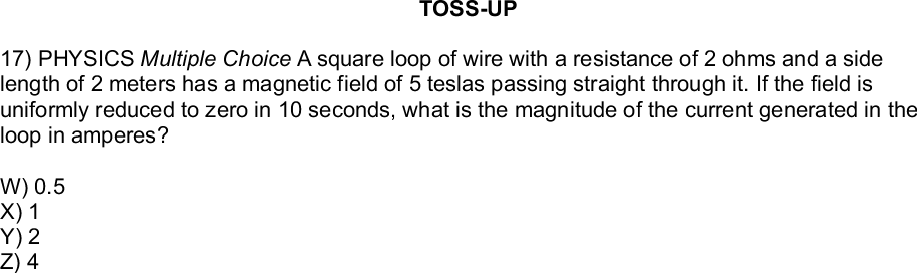 TOSS-UP
17) PHYSICS Multiple Choice A square loop of wire with a resistance of 2 ohms and a side
length of 2 meters has a magnetic field of 5 teslas passing straight through it. If the field is
uniformly reduced to zero in 10 seconds, what is the magnitude of the current generated in the
loop in amperes?
W) 0.5
X) 1
Y) 2
Z) 4